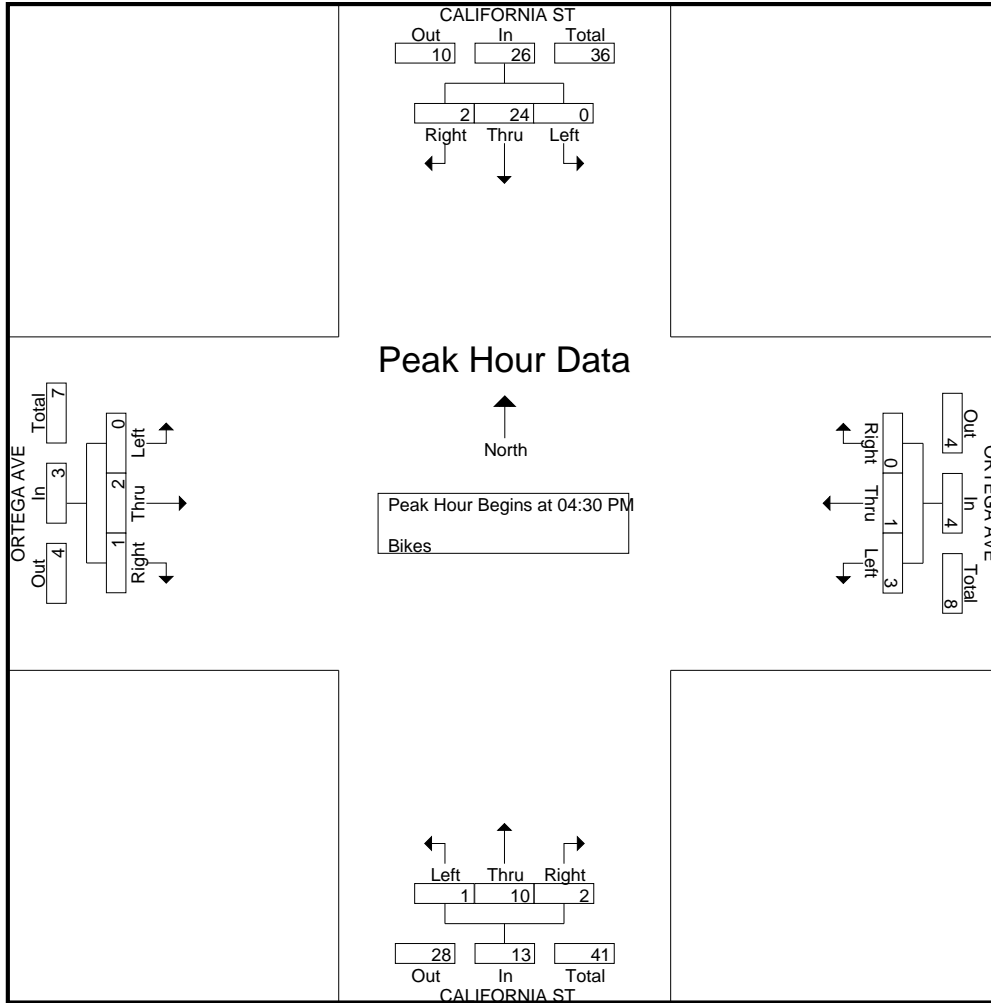 CALIFORNIA ST
Out In Total
10 26 36
2 24 0
Right Thru Left
Peak Hour Data
North
Peak Hour Begins at 04:30 PM
Bikes
ORTEGA AVE
Total In Out
7 3 4
0 2 1
Left Thru Right
ORTEGA AVE
Out In Total
4 4 8
0 1 3
Right Thru Left
Left Thru Right
1 10 2
28 13 41
Out In Total
CALIFORNIA ST